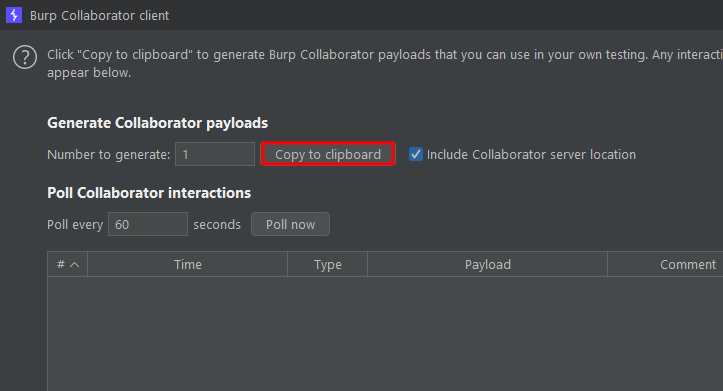 Burp Collaborator client
Click "Copy to clipboard" to generate Burp Collaborator payloads that you can use in your own testing. Any interacti
appear below.
Generate Collaborator payloads
Number to generate: 1 Copy to clipboard Include Collaborator server location
Poll Collaborator interactions
Poll every 60 seconds Poll now
# Time Type Payload Comment